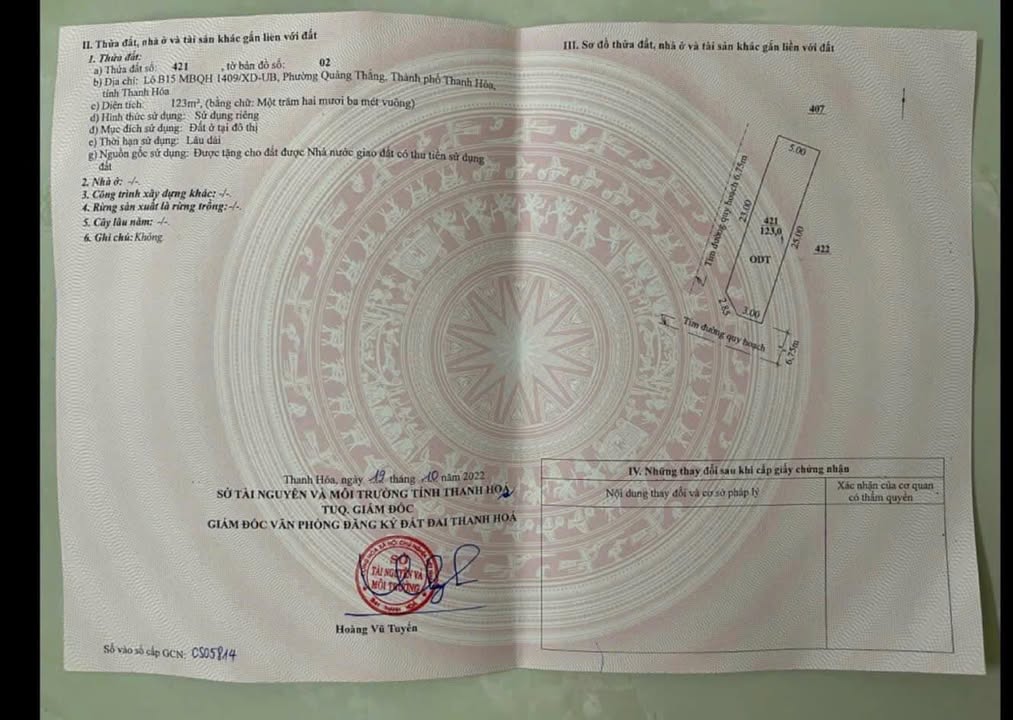 II. Thửa đất, nhà ở và tài sản khác gắn liền với đất
1. Thửa đất:
a) Thửa đất số: 421 , tờ bản đồ số: 02
b) Địa chỉ: Lô B15 MBQH 1409/XD-UB, Phường Quảng Thắng, Thành phố Thanh Hóa,
tỉnh Thanh Hóa
c) Diện tích: 123m², (bằng chữ: Một trăm hai mươi ba mét vuông)
d) Hình thức sử dụng: Sử dụng riêng
đ) Mục đích sử dụng: Đất ở tại đô thị
e) Thời hạn sử dụng: Lâu dài
g) Nguồn gốc sử dụng: Được tặng cho đất được Nhà nước giao đất có thu tiền sử dụng
đất
2. Nhà ở: -/-.
3. Công trình xây dựng khác: -/-.
4. Rừng sản xuất là rừng trồng: -/-.
5. Cây lâu năm: -/-.
6. Ghi chú: Không
Thanh Hóa, ngày 19 tháng 10 năm 2022
SỞ TÀI NGUYÊN VÀ MÔI TRƯỜNG TỈNH THANH HOÁ
TUQ. GIÁM ĐỐC
GIÁM ĐỐC VĂN PHÒNG ĐĂNG KÝ ĐẤT ĐAI THANH HOÁ
SỞ
TÀI NGUYÊN VÀ
MÔI TRƯỜNG
Hoàng Vũ Tuyển
Số vào sổ cấp GCN: CS05814
III. Sơ đồ thửa đất, nhà ở và tài sản khác gắn liền với đất
407
5.00
Tim đường quy hoạch 6,75m
23.00
421
123,0
25.00
422
ODT
2.85
3.00
Tim đường quy hoạch
6,75m
IV. Những thay đổi sau khi cấp giấy chứng nhận
Nội dung thay đổi và cơ sở pháp lý
Xác nhận của cơ quan
có thẩm quyền